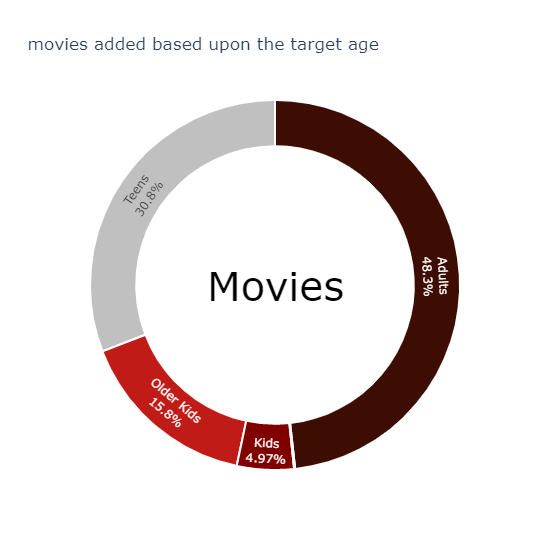 movies added based upon the target age
Teens
30.8%
Adults
48.3%
Movies
Older Kids
15.8%
Kids
4.97%